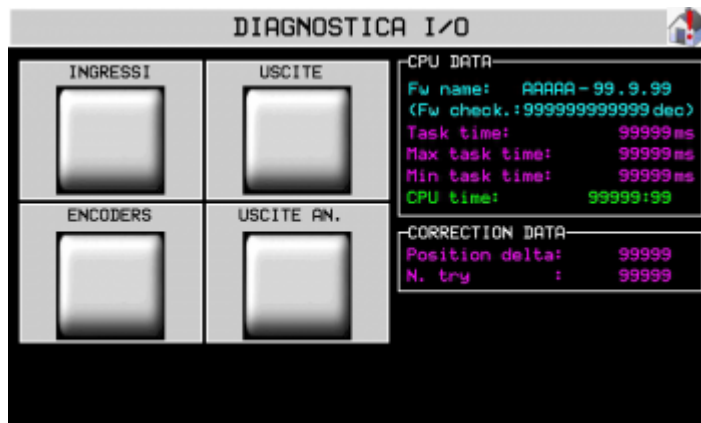 DIAGNOSTICA I/O
INGRESSI
USCITE
ENCODERS
USCITE AN.
CPU DATA
Fw name: AAAAA-99.9.99
(Fw check.:999999999999dec)
Task time: 99999ms
Max task time: 99999ms
Min task time: 99999ms
CPU time: 99999:99
CORRECTION DATA
Position delta: 99999
N. try : 99999